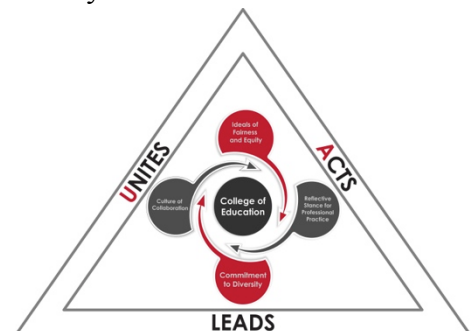 Ideals of
Fairness
and Equity
UNITES
ACTS
Culture of
Collaboration
College of
Education
Reflective
Stance for
Professional
Practice
Commitment
to Diversity
LEADS